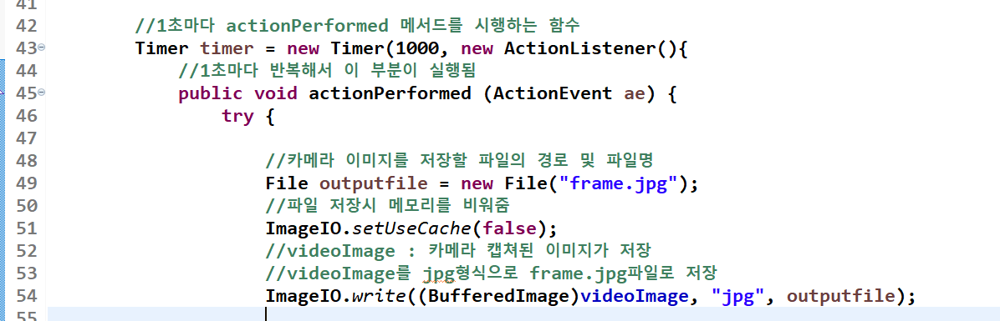 41
42 //1초마다 actionPerformed 메서드를 시행하는 함수
43 Timer timer = new Timer(1000, new ActionListener(){
44 //1초마다 반복해서 이 부분이 실행됨
45 public void actionPerformed (ActionEvent ae) {
46 try {
47
48 //카메라 이미지를 저장할 파일의 경로 및 파일명
49 File outputfile = new File("frame.jpg");
50 //파일 저장시 메모리를 비워줌
51 ImageIO.setUseCache(false);
52 //videoImage : 카메라 캡쳐된 이미지가 저장
53 //videoImage를 jpg형식으로 frame.jpg파일로 저장
54 ImageIO.write((BufferedImage)videoImage, "jpg", outputfile);
55